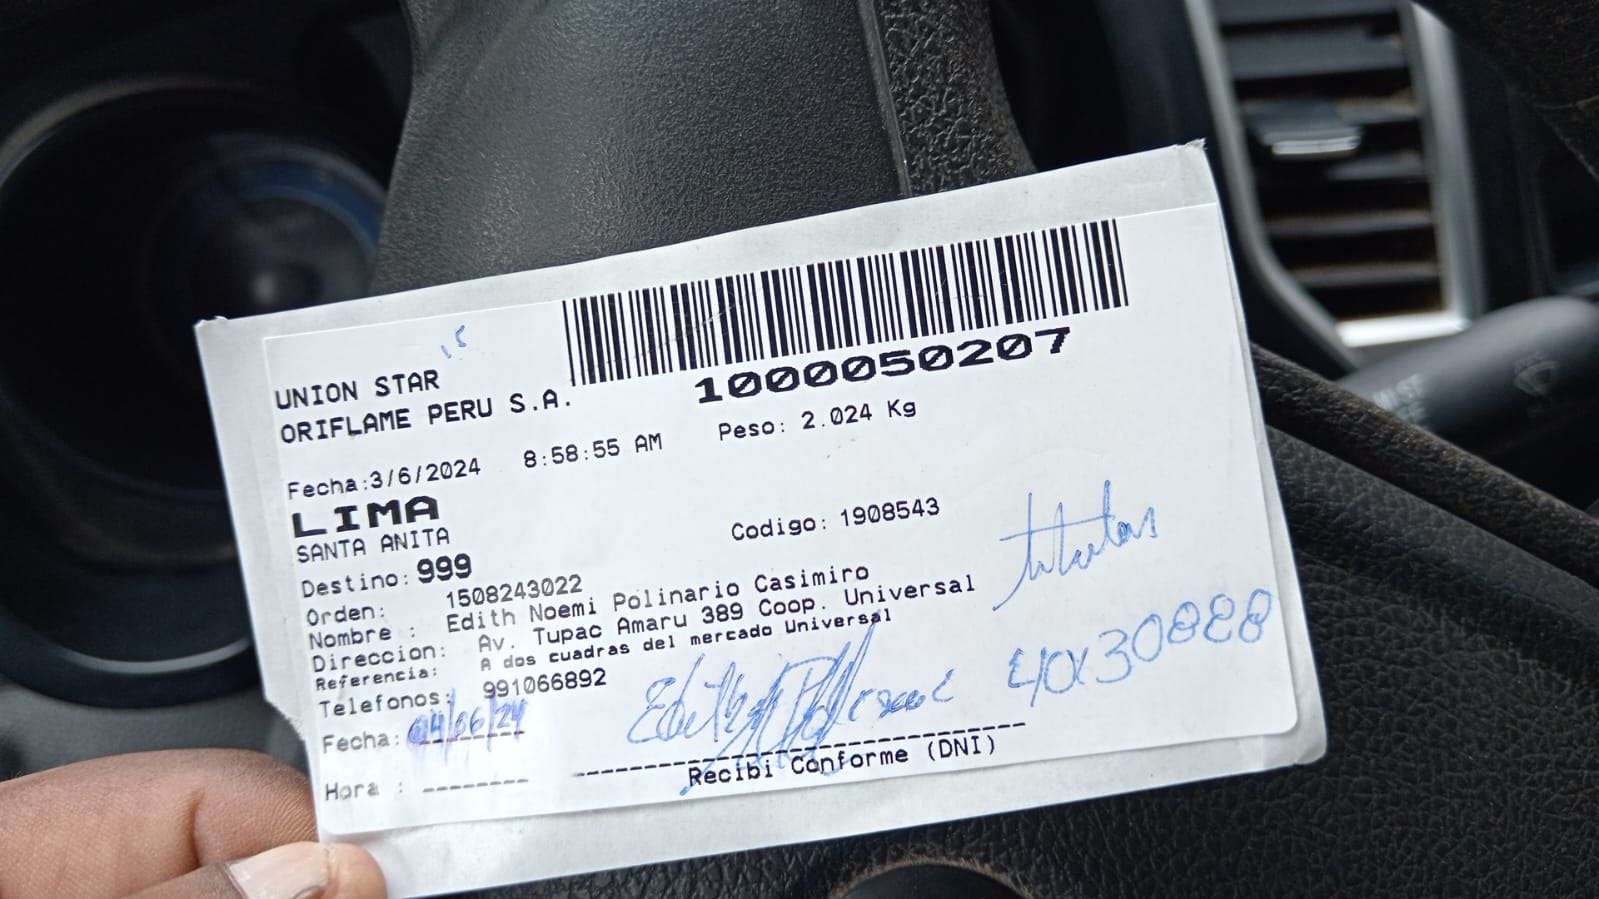 15
UNION STAR
ORIFLAME PERU S.A.
1000050207
Fecha:3/6/2024 8:58:55 AM Peso: 2.024 Kg
LIMA
SANTA ANITA Codigo: 1908543
Destino: 999
Orden: 1508243022
Nombre : Edith Noemi Polinario Casimiro
Direccion: Av. Tupac Amaru 389 Coop. Universal
Referencia: A dos cuadras del mercado Universal
Telefonos: 991066892
Fecha: 04/06/24
Hora :
Recibi Conforme (DNI)